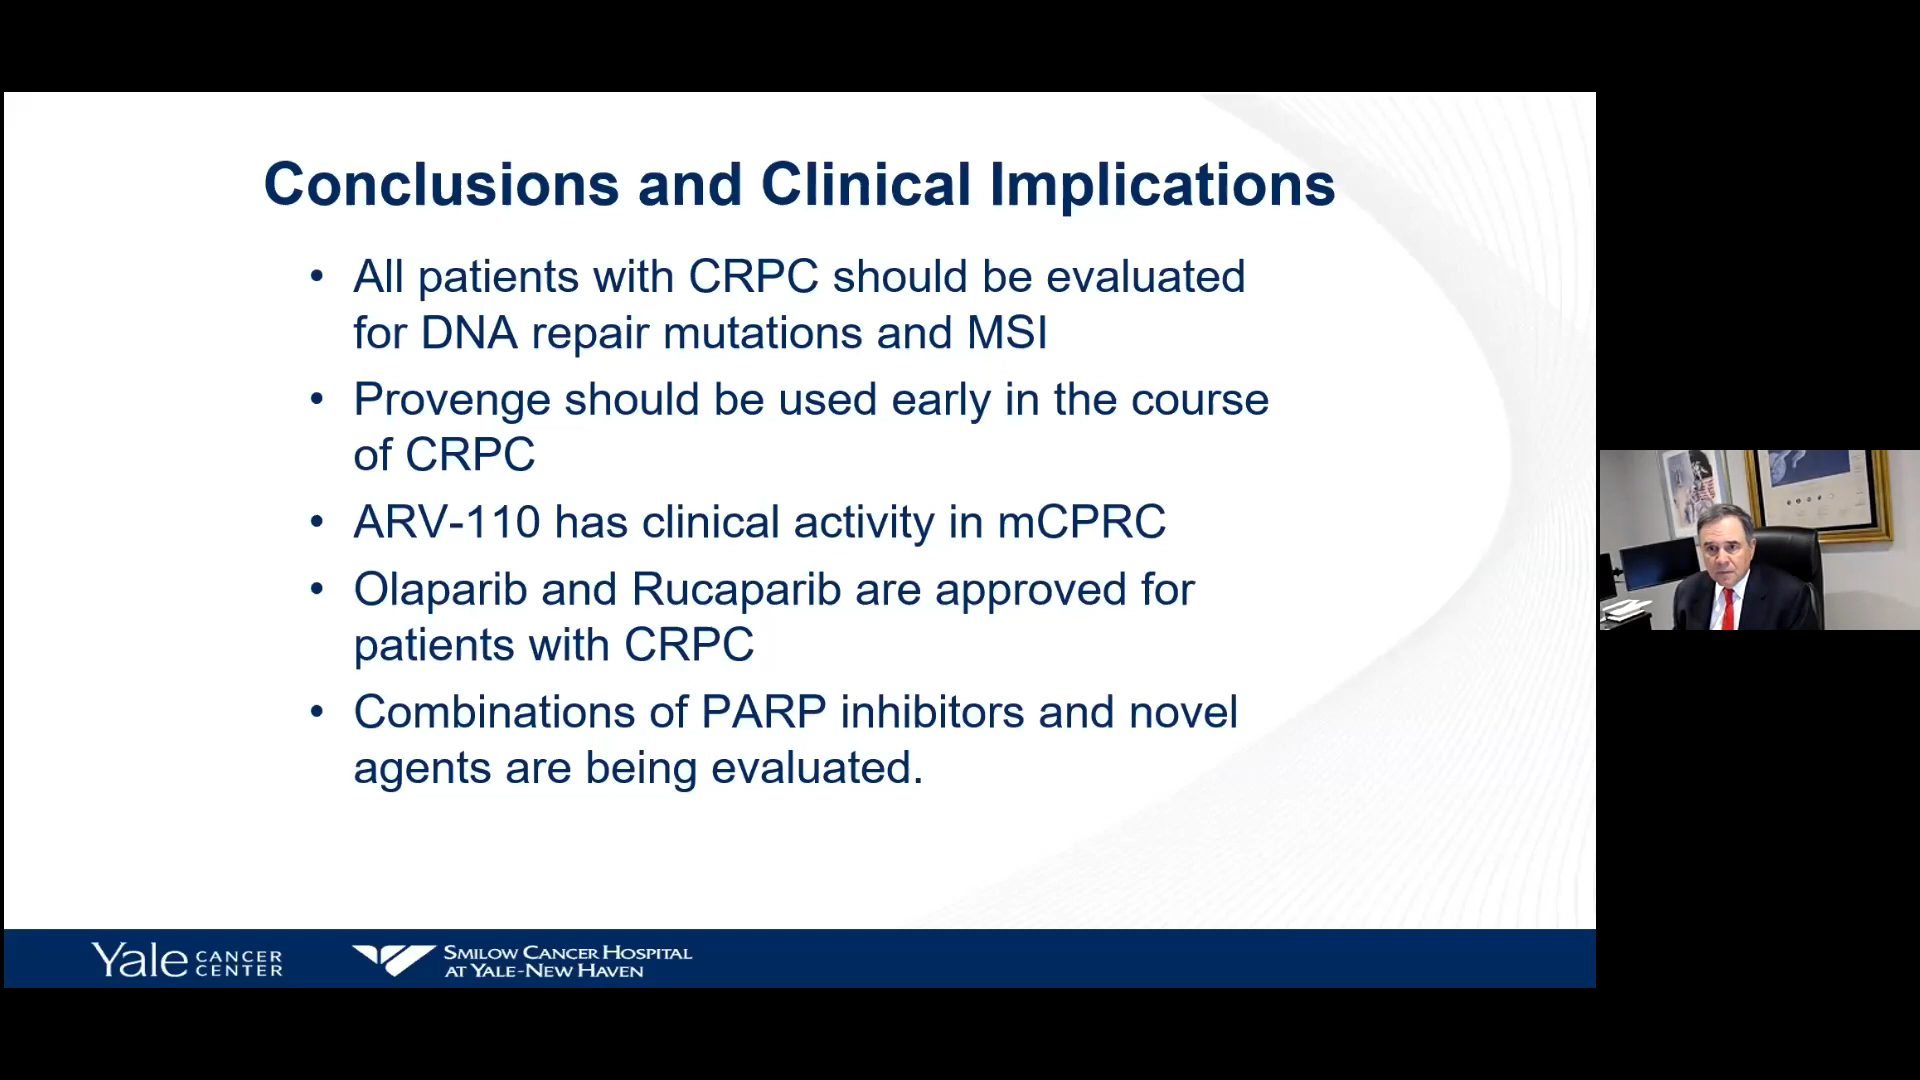 Conclusions and Clinical Implications
• All patients with CRPC should be evaluated
for DNA repair mutations and MSI
• Provenge should be used early in the course
of CRPC
• ARV-110 has clinical activity in mCPRC
• Olaparib and Rucaparib are approved for
patients with CRPC
• Combinations of PARP inhibitors and novel
agents are being evaluated.
Yale CANCER
CENTER
SMILOW CANCER HOSPITAL
AT YALE-NEW HAVEN